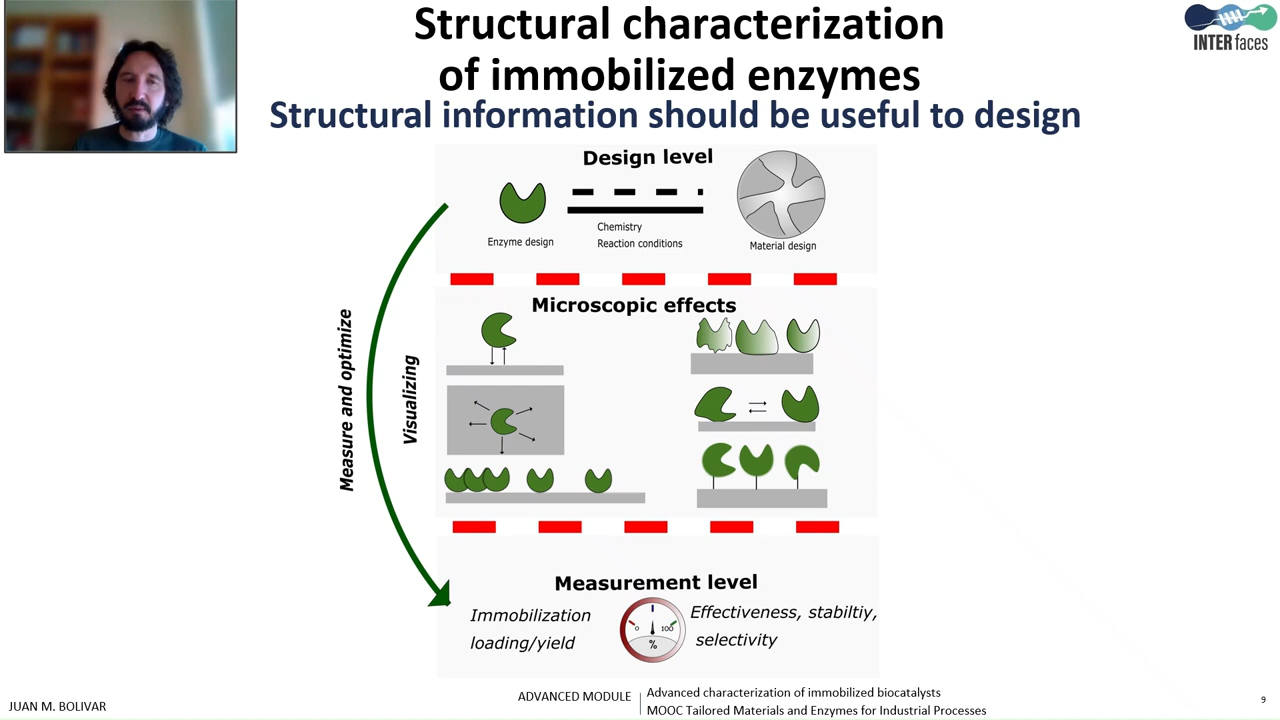 Structural characterization
of immobilized enzymes
Structural information should be useful to design
INTERfaces
Design level
Enzyme design
Chemistry
Reaction conditions
Material design
Microscopic effects
Measure and optimize
Visualizing
Measurement level
Immobilization
loading/yield
0
100
%
Effectiveness, stabiltiy,
selectivity
JUAN M. BOLIVAR
ADVANCED MODULE
Advanced characterization of immobilized biocatalysts
MOOC Tailored Materials and Enzymes for Industrial Processes
9